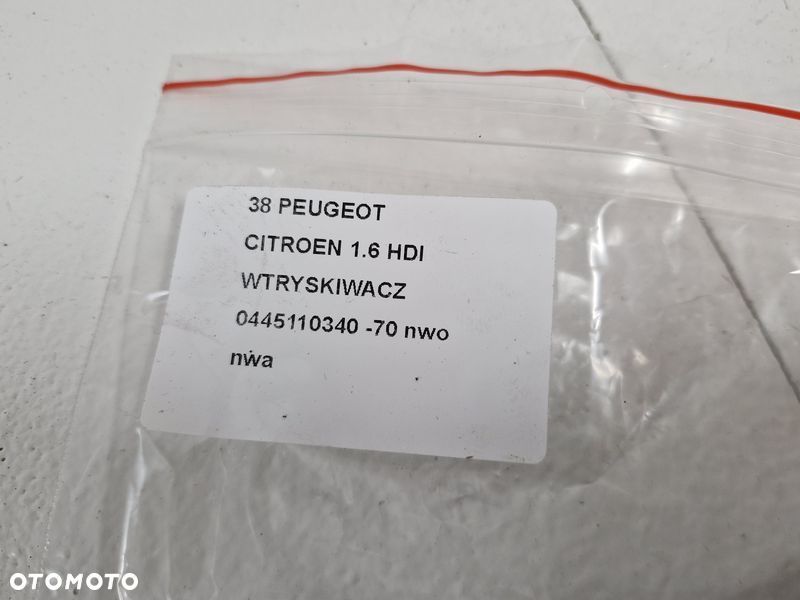 38 PEUGEOT
CITROEN 1.6 HDI
WTRYSKIWACZ
0445110340 -70 nwo
nwa
OTOMOTO